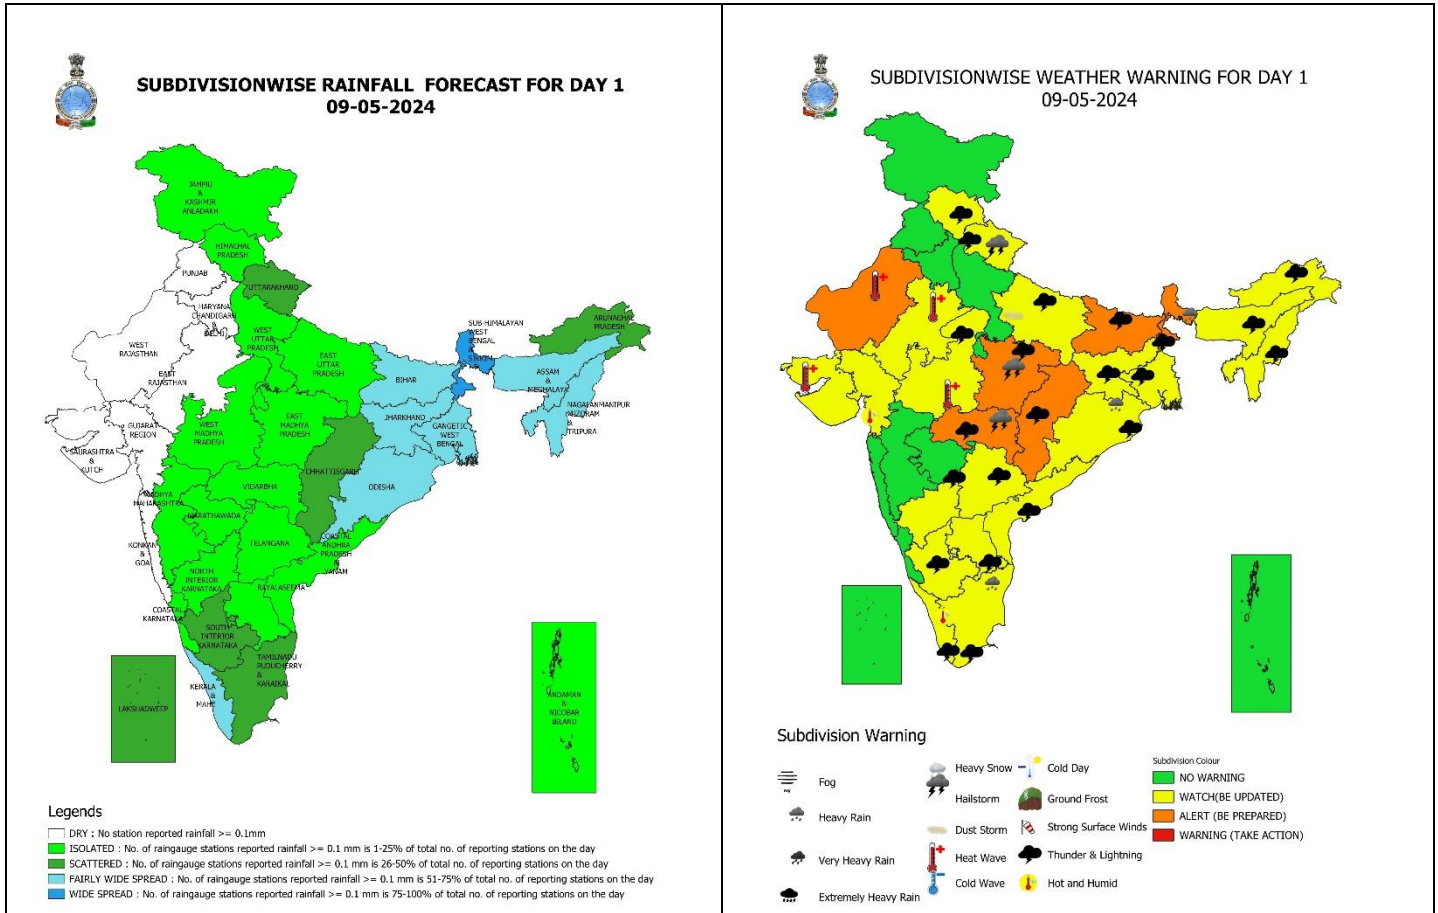 SUBDIVISIONWISE RAINFALL FORECAST FOR DAY 1
09-05-2024
JAMMU
&
KASHMIR
ANLADAKH
HIMACHAL
PRADESH
PUNJAB
UTTARAKHAND
HARYANA
CHANDIGARH
&
DELHI
WEST
UTTAR
PRADESH
WEST
RAJASTHAN
EAST
RAJASTHAN
EAST
UTTAR
PRADESH
SUB-HIMALAYAN
WEST
BENGAL
&
SIKKIM
ARUNACHAL
PRADESH
BIHAR
ASSAM
&
MEGHALAYA
NAGALANMANIPUR
MIZORAM
&
TRIPURA
JHARKHAND
GANGETIC
WEST
BENGAL
GUJARAT
REGION
WEST
MADHYA
PRADESH
EAST
MADHYA
PRADESH
SAURASHTRA
&
KUTCH
CHHATTISGARH
ODISHA
VIDARBHA
MADHYA
MAHARASHTRA
MARATHAWADA
KONKAN
&
GOA
TELANGANA
COASTAL
ANDHRA
PRADESH
&
YANAM
NORTH
INTERIOR
KARNATAKA
RAYALASEEMA
COASTAL
KARNATAKA
SOUTH
INTERIOR
KARNATAKA
TAMILNADU
PUDUCHERRY
&
KARAIKAL
KERALA
&
MAHE
LAKSHADWEEP
ANDAMAN
&
NICOBAR
ISLAND
Legends
DRY : No station reported rainfall >= 0.1mm
ISOLATED : No. of raingauge stations reported rainfall >= 0.1 mm is 1-25% of total no. of reporting stations on the day
SCATTERED : No. of raingauge stations reported rainfall >= 0.1 mm is 26-50% of total no. of reporting stations on the day
FAIRLY WIDE SPREAD : No. of raingauge stations reported rainfall >= 0.1 mm is 51-75% of total no. of reporting stations on the day
WIDE SPREAD : No. of raingauge stations reported rainfall >= 0.1 mm is 75-100% of total no. of reporting stations on the day
SUBDIVISIONWISE WEATHER WARNING FOR DAY 1
09-05-2024
Subdivision Warning
Fog
Heavy Rain
Very Heavy Rain
Extremely Heavy Rain
Heavy Snow
Hailstorm
Dust Storm
Heat Wave
Cold Wave
Cold Day
Ground Frost
Strong Surface Winds
Thunder & Lightning
Hot and Humid
Subdivision Colour
NO WARNING
WATCH(BE UPDATED)
ALERT (BE PREPARED)
WARNING (TAKE ACTION)